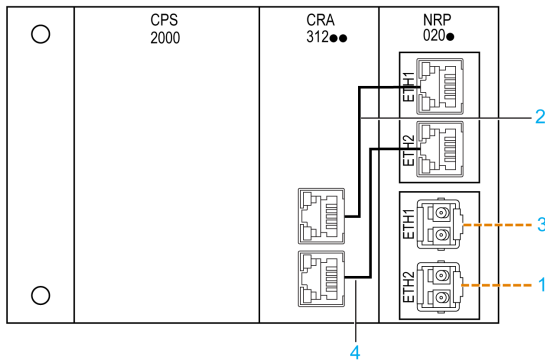 CPS
2000
CRA
312●●
NRP
020●
ETH1
2
ETH2
ETH1
3
ETH2
1
4